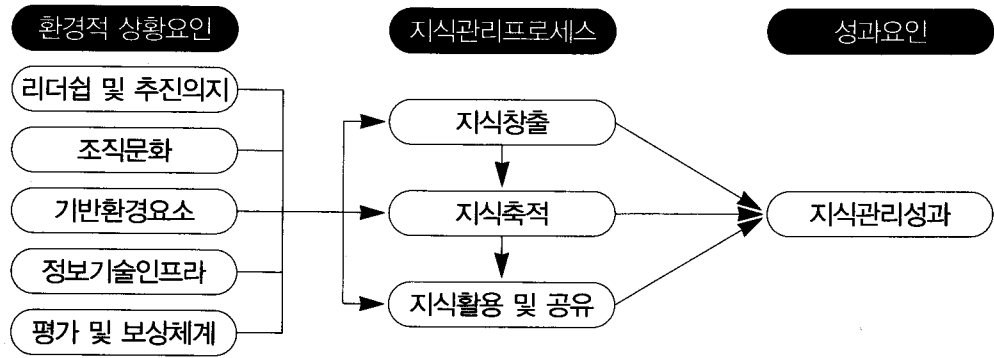 환경적 상황요인
지식관리프로세스
성과요인
리더쉽 및 추진의지
조직문화
기반환경요소
정보기술인프라
평가 및 보상체계
지식창출
지식축적
지식활용 및 공유
지식관리성과